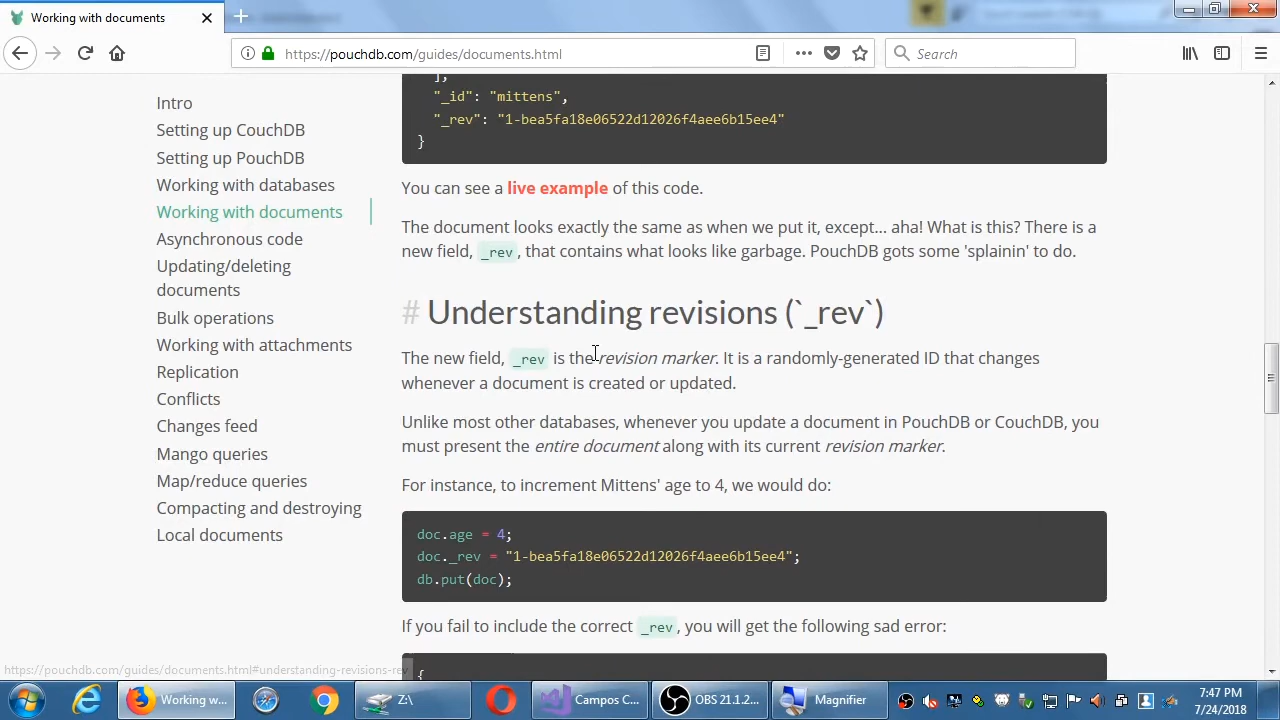 Working with documents
https://pouchdb.com/guides/documents.html
Search
Intro
Setting up CouchDB
Setting up PouchDB
Working with databases
Working with documents
Asynchronous code
Updating/deleting
documents
Bulk operations
Working with attachments
Replication
Conflicts
Changes feed
Mango queries
Map/reduce queries
Compacting and destroying
Local documents
],
"_id": "mittens",
"_rev": "1-bea5fa18e06522d12026f4aee6b15ee4"
}
You can see a live example of this code.
The document looks exactly the same as when we put it, except... aha! What is this? There is a
new field, _rev, that contains what looks like garbage. PouchDB gots some 'splainin' to do.
# Understanding revisions (`_rev`)
The new field, _rev is the revision marker. It is a randomly-generated ID that changes
whenever a document is created or updated.
Unlike most other databases, whenever you update a document in PouchDB or CouchDB, you
must present the entire document along with its current revision marker.
For instance, to increment Mittens' age to 4, we would do:
doc.age = 4;
doc._rev = "1-bea5fa18e06522d12026f4aee6b15ee4";
db.put(doc);
If you fail to include the correct _rev, you will get the following sad error:
{
https://pouchdb.com/guides/documents.html#understanding-revisions-rev
Working w...
Z:\
Campos C...
OBS 21.1.2...
Magnifier
7:47 PM
7/24/2018